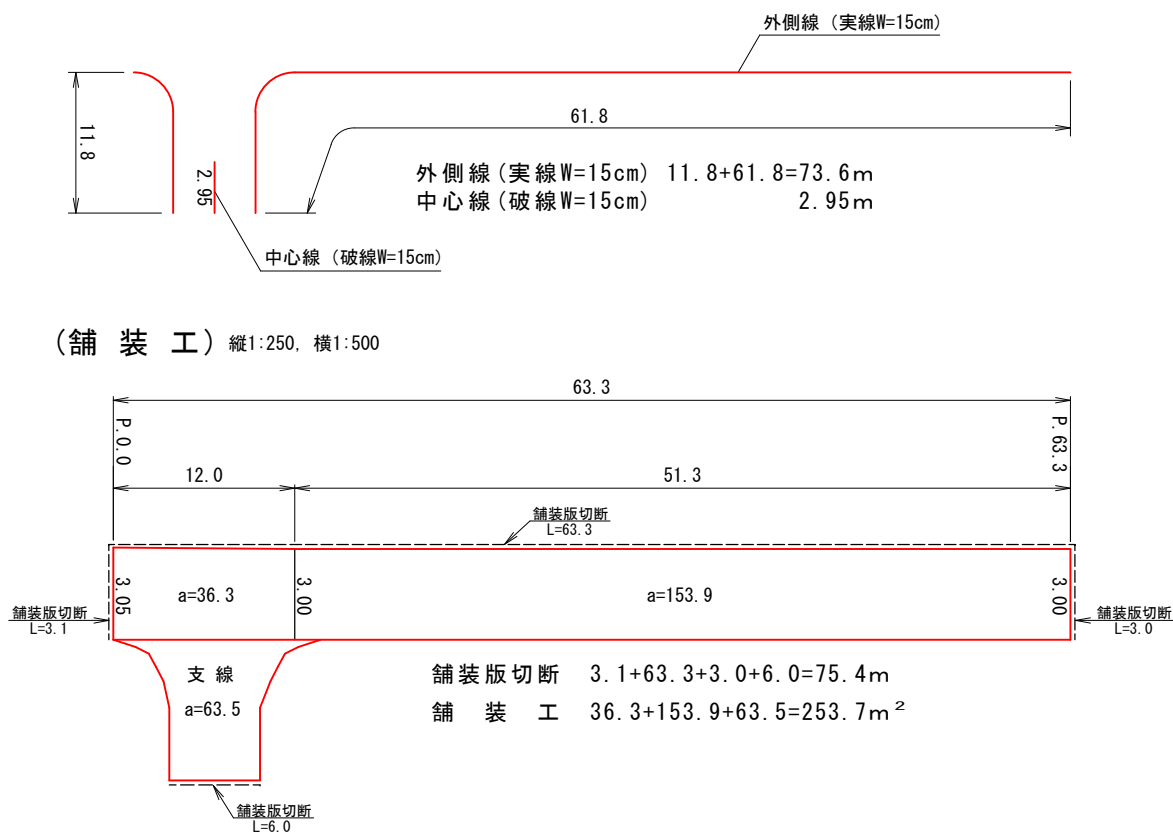 外側線（実線W=15cm）
11.8
61.8
2.95
外側線(実線W=15cm) 11.8+61.8=73.6m
中心線(破線W=15cm) 2.95m
中心線（破線W=15cm）
(舗 装 工) 縦1:250, 横1:500
63.3
P.0.0
P.63.3
12.0
51.3
舗装版切断
L=63.3
3.05
a=36.3
3.00
a=153.9
3.00
舗装版切断
L=3.1
舗装版切断
L=3.0
支 線
a=63.5
舗装版切断 3.1+63.3+3.0+6.0=75.4m
舗 装 工 36.3+153.9+63.5=253.7m²
舗装版切断
L=6.0